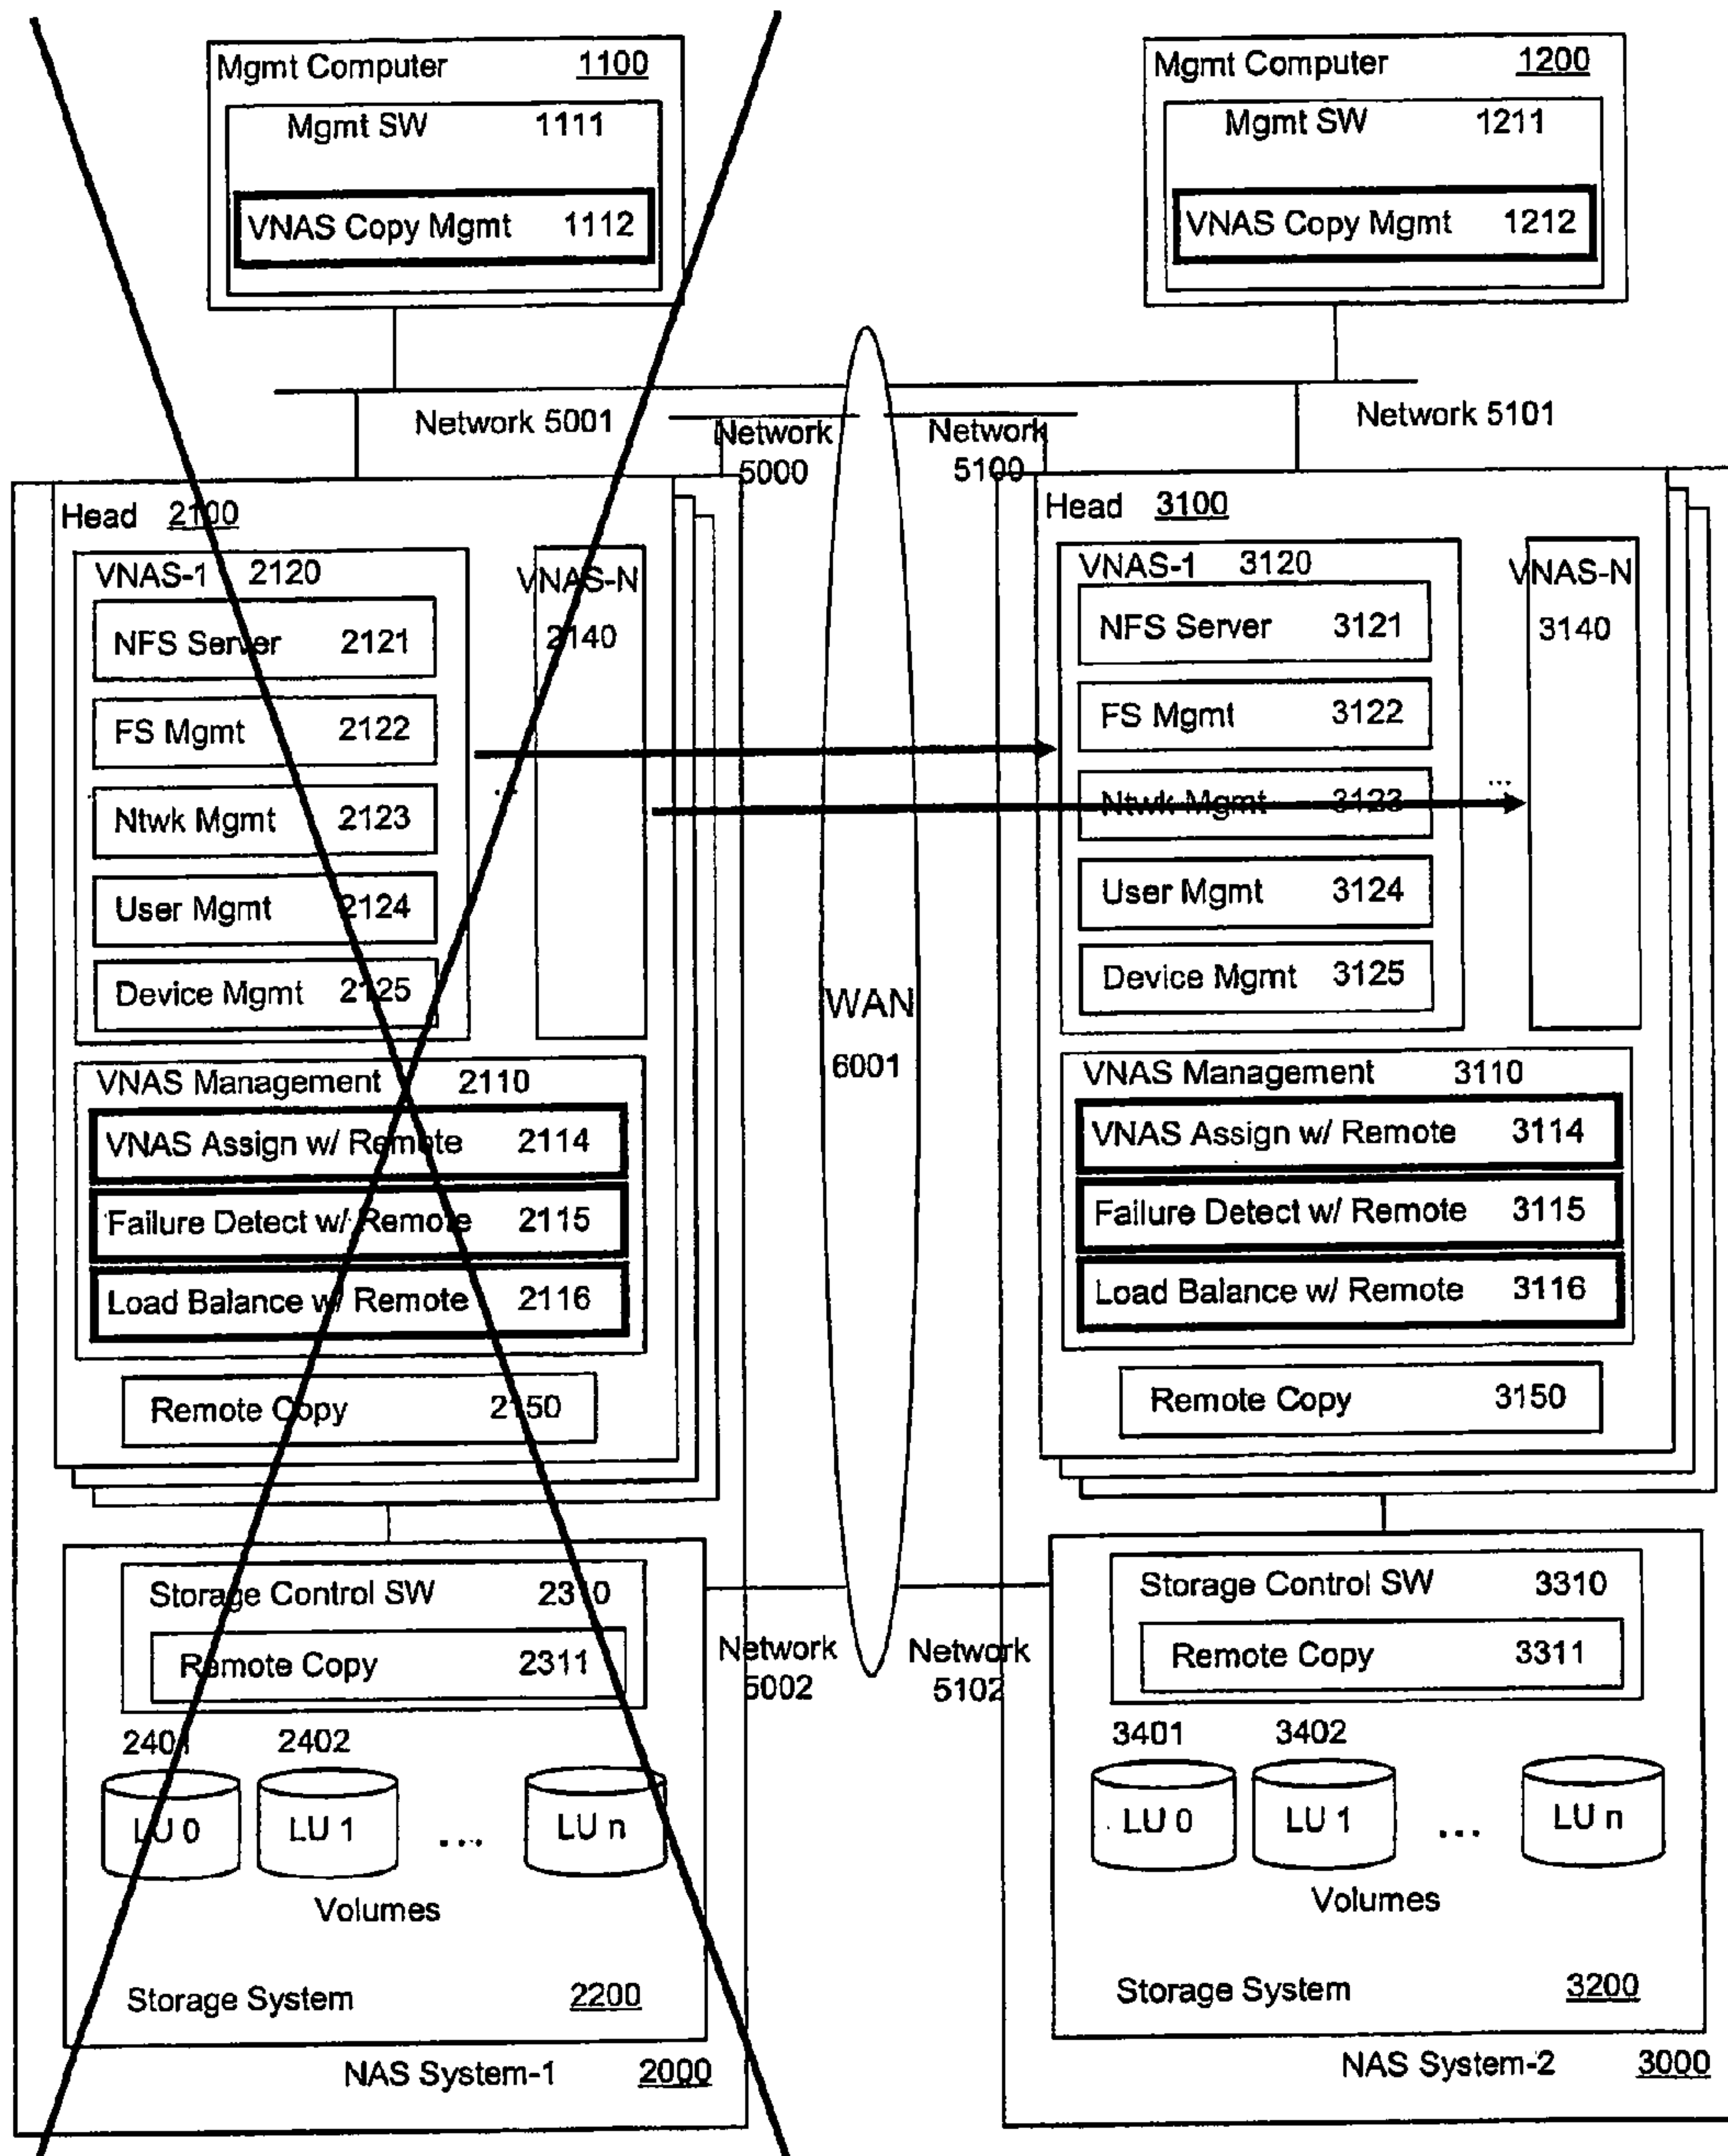 Mgmt Computer 1100
Mgmt SW 1111
VNAS Copy Mgmt 1112
Mgmt Computer 1200
Mgmt SW 1211
VNAS Copy Mgmt 1212
Network 5001
Network
5000
Network
5100
Network 5101
Head 2100
VNAS-1 2120
NFS Server 2121
FS Mgmt 2122
Ntwk Mgmt 2123
User Mgmt 2124
Device Mgmt 2125
...
VNAS-N
2140
VNAS Management 2110
VNAS Assign w/ Remote 2114
Failure Detect w/ Remote 2115
Load Balance w/ Remote 2116
Remote Copy 2150
WAN
6001
Head 3100
VNAS-1 3120
NFS Server 3121
FS Mgmt 3122
Ntwk Mgmt 3123
User Mgmt 3124
Device Mgmt 3125
...
VNAS-N
3140
VNAS Management 3110
VNAS Assign w/ Remote 3114
Failure Detect w/ Remote 3115
Load Balance w/ Remote 3116
Remote Copy 3150
Storage Control SW 2310
Remote Copy 2311
2401 2402
LU 0 LU 1 ... LU n
Volumes
Storage System 2200
NAS System-1 2000
Network
5002
Network
5102
Storage Control SW 3310
Remote Copy 3311
3401 3402
LU 0 LU 1 ... LU n
Volumes
Storage System 3200
NAS System-2 3000